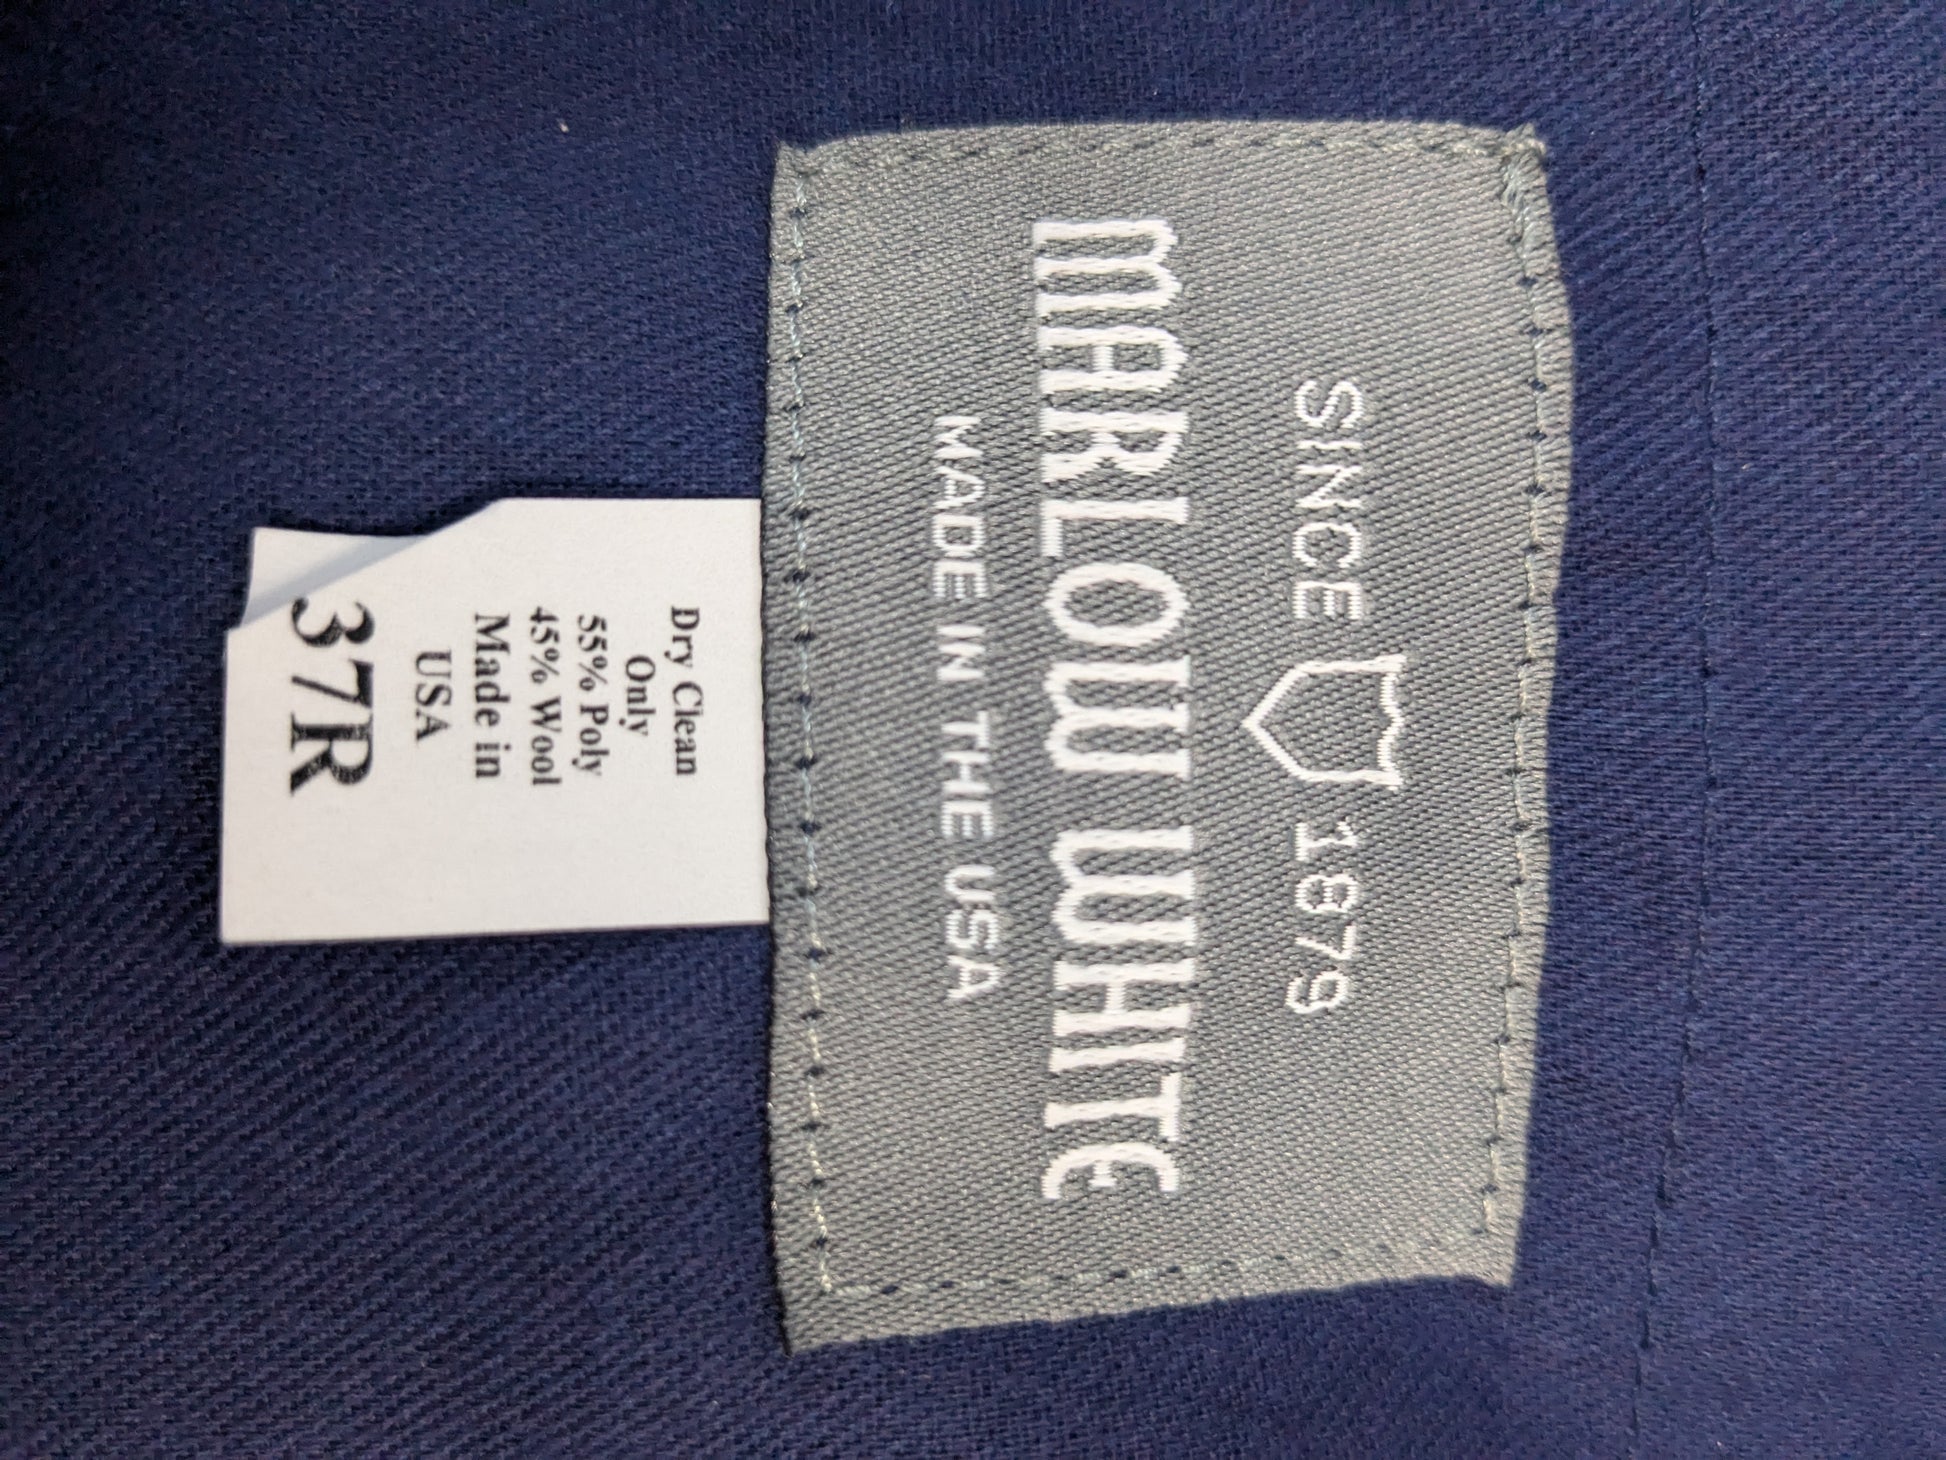 SINCE 1879
MARLOW WHITE
MADE IN THE USA
Dry Clean
Only
55% Poly
45% Wool
Made in
USA
37R